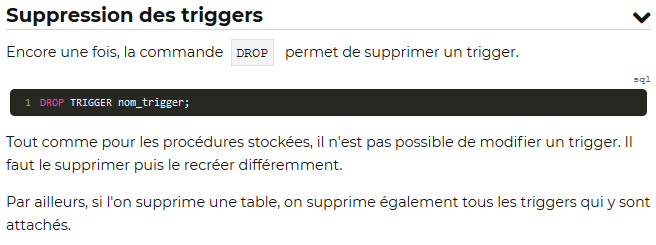 Suppression des triggers
Encore une fois, la commande DROP permet de supprimer un trigger.
sql
1 DROP TRIGGER nom_trigger;
Tout comme pour les procédures stockées, il n'est pas possible de modifier un trigger. Il
faut le supprimer puis le recréer différemment.
Par ailleurs, si l'on supprime une table, on supprime également tous les triggers qui y sont
attachés.